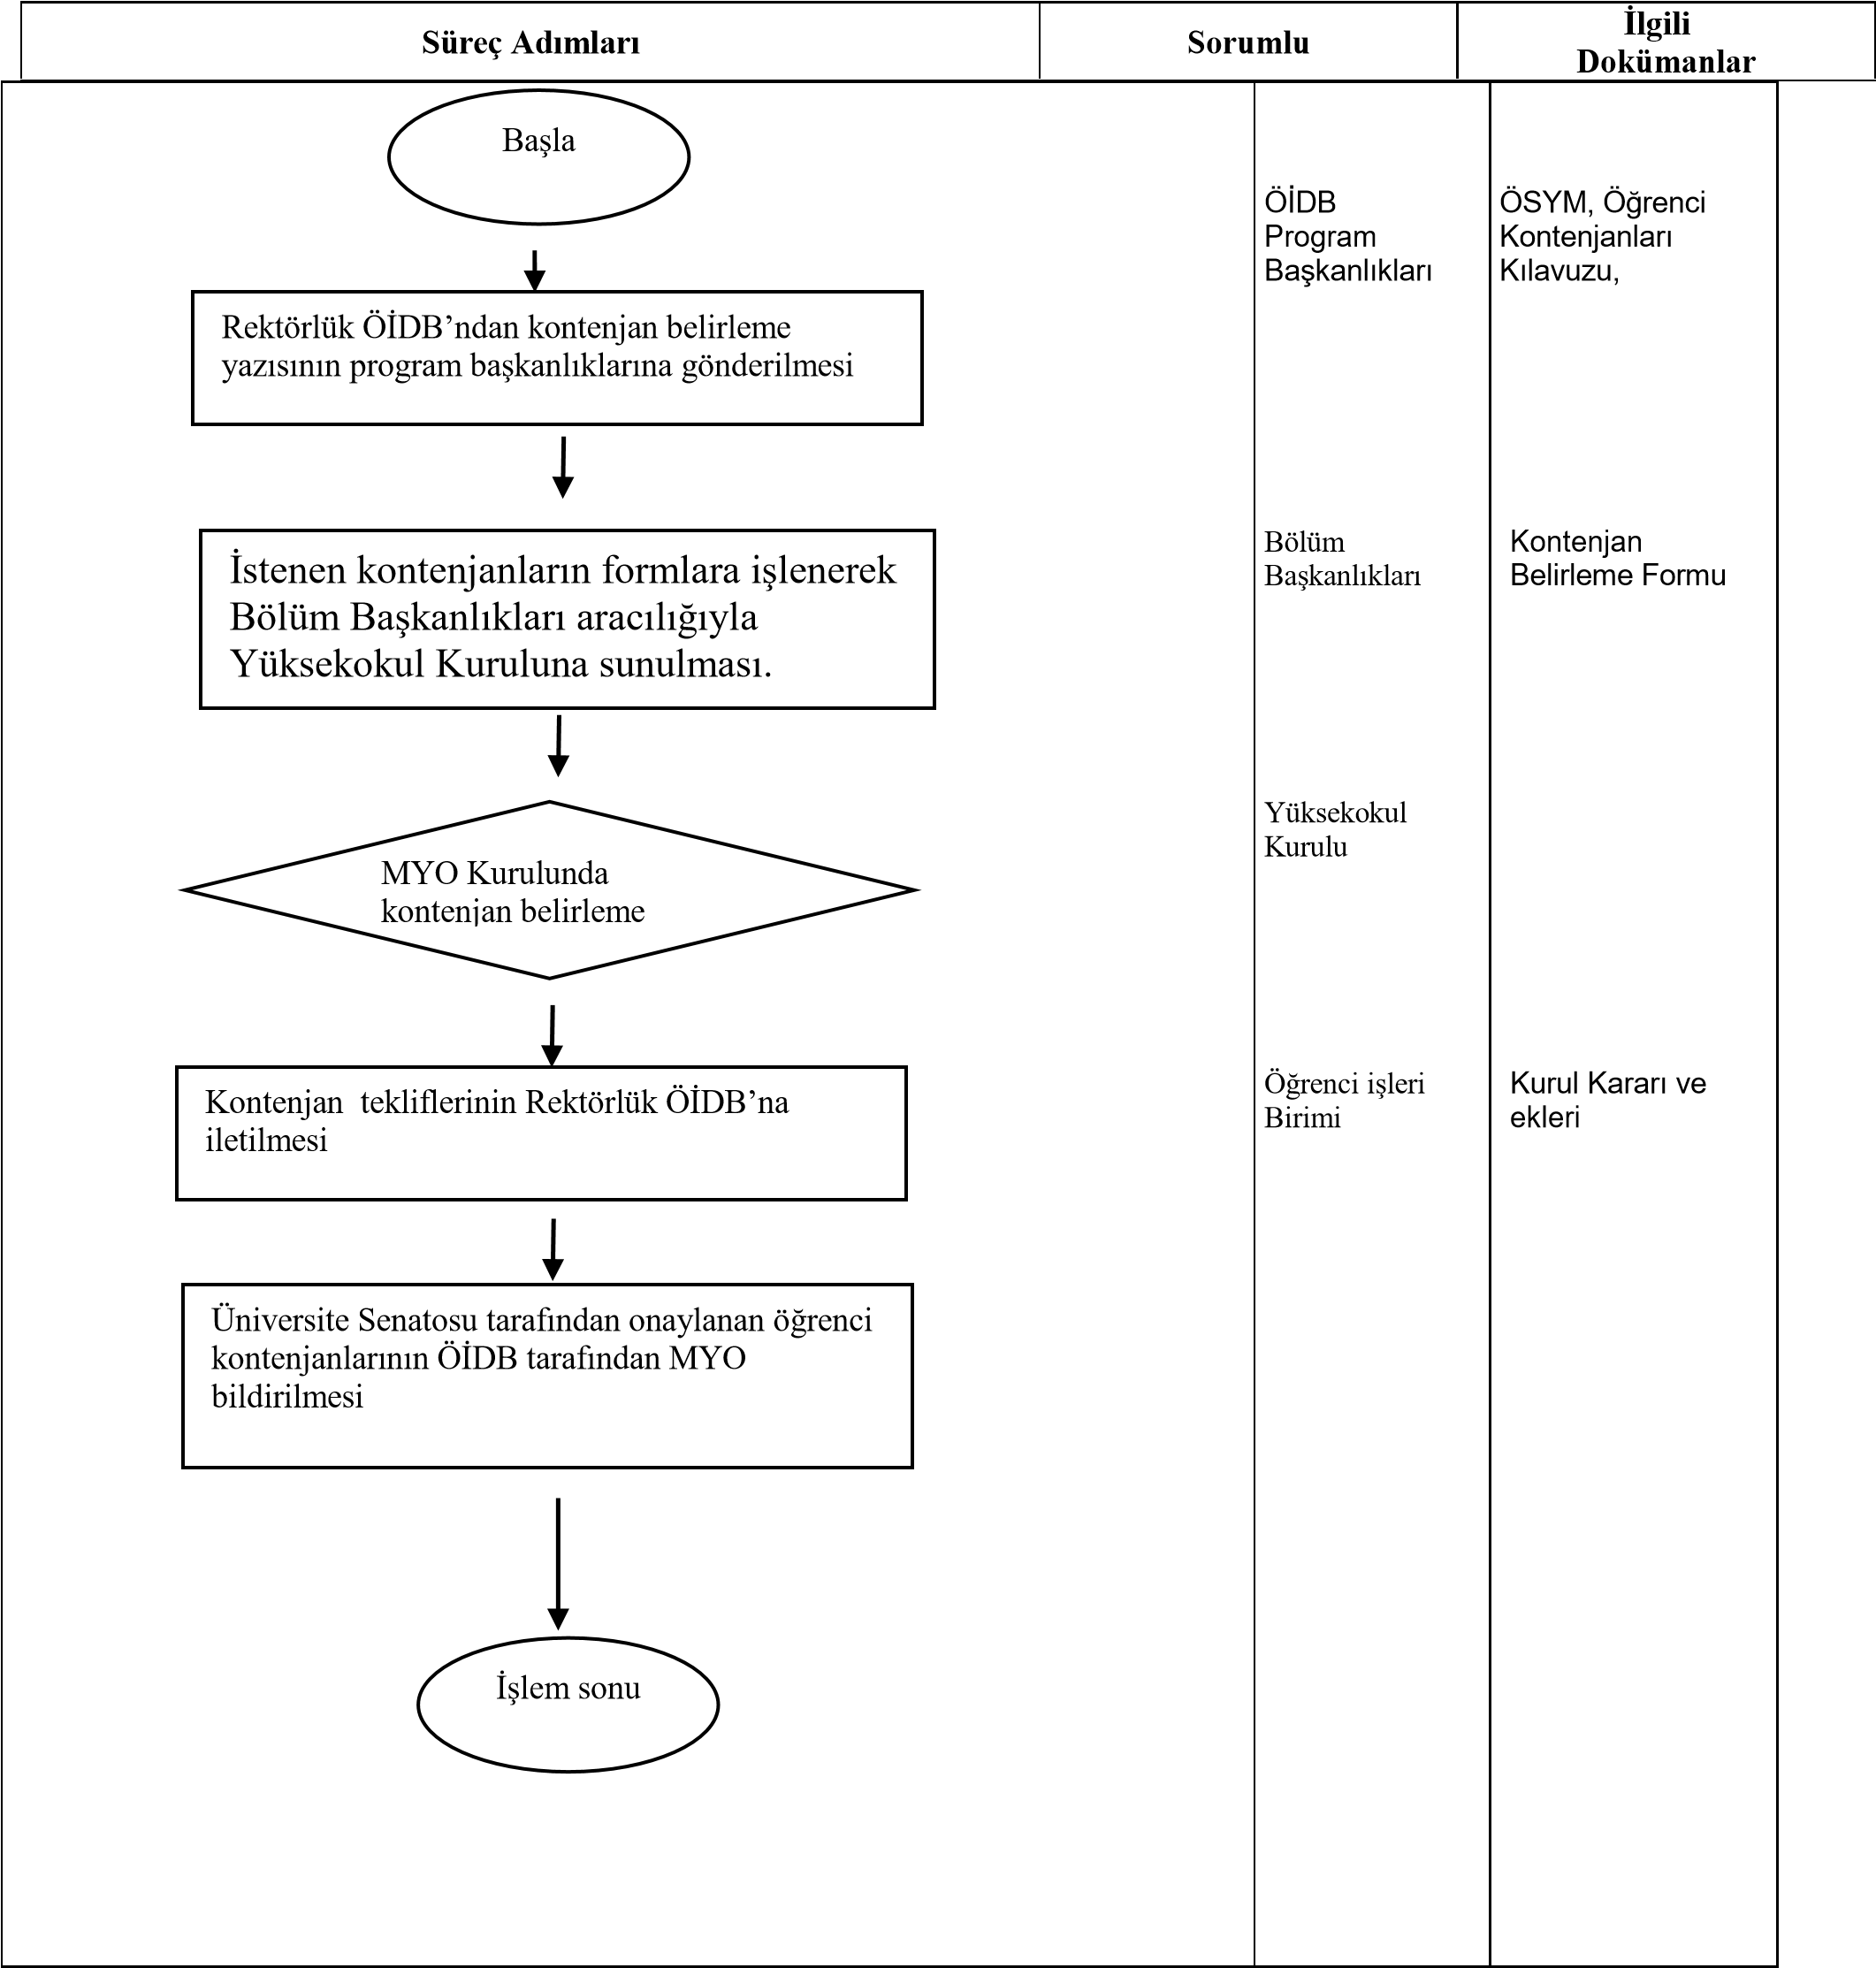 Süreç Adımları
Sorumlu
İlgili
Dokümanlar
Başla
ÖİDB
Program
Başkanlıkları
ÖSYM, Öğrenci
Kontenjanları
Kılavuzu,
Rektörlük ÖİDB’ndan kontenjan belirleme
yazısının program başkanlıklarına gönderilmesi
İstenen kontenjanların formlara işlenerek
Bölüm Başkanlıkları aracılığıyla
Yüksekokul Kuruluna sunulması.
Bölüm
Başkanlıkları
Kontenjan
Belirleme Formu
MYO Kurulunda
kontenjan belirleme
Yüksekokul
Kurulu
Kontenjan  tekliflerinin Rektörlük ÖİDB’na
iletilmesi
Öğrenci işleri
Birimi
Kurul Kararı ve
ekleri
Üniversite Senatosu tarafından onaylanan öğrenci
kontenjanlarının ÖİDB tarafından MYO
bildirilmesi
İşlem sonu